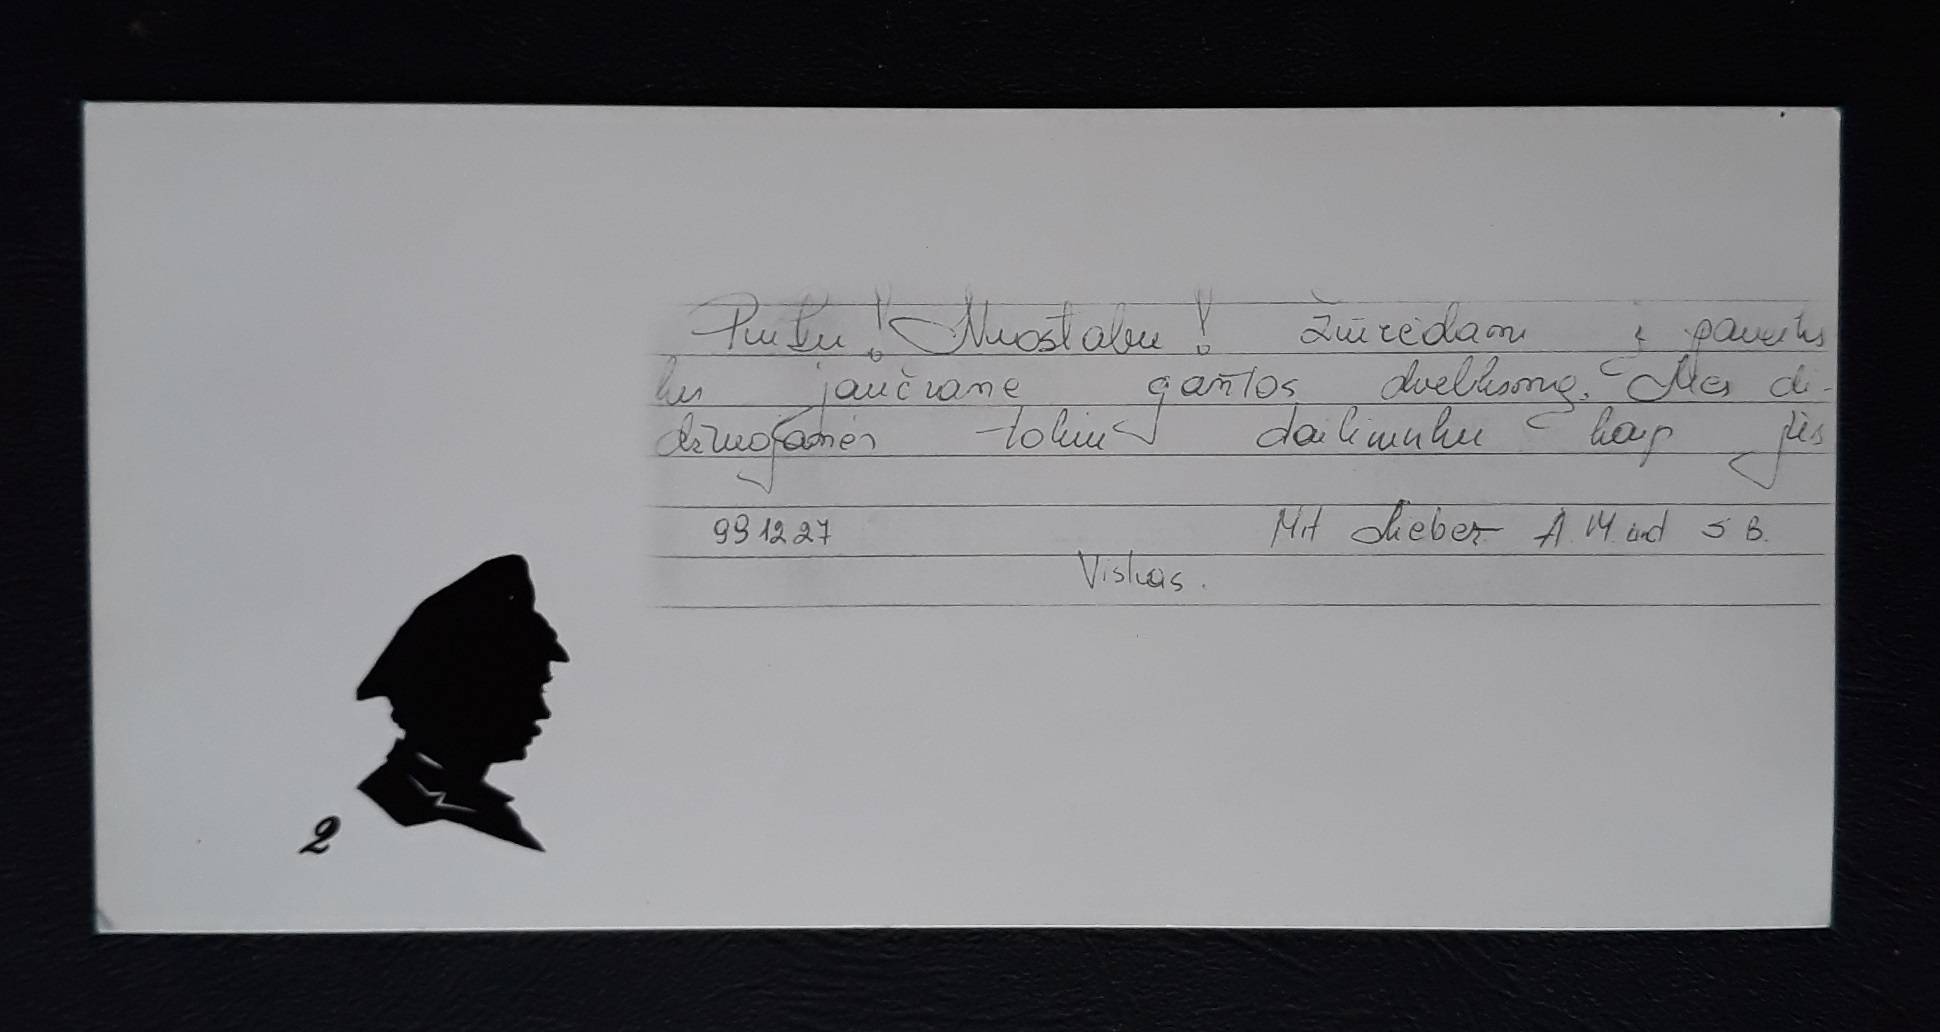 Puiku! Nuostabu! Žiūrėdami į paveiks
lus jaučiame gamtos dvelksmą. Mes di-
džiuojamės tokiu dailininku kaip jūs
991227 Mit Lieber A. M. und S B.
Viskas.
2